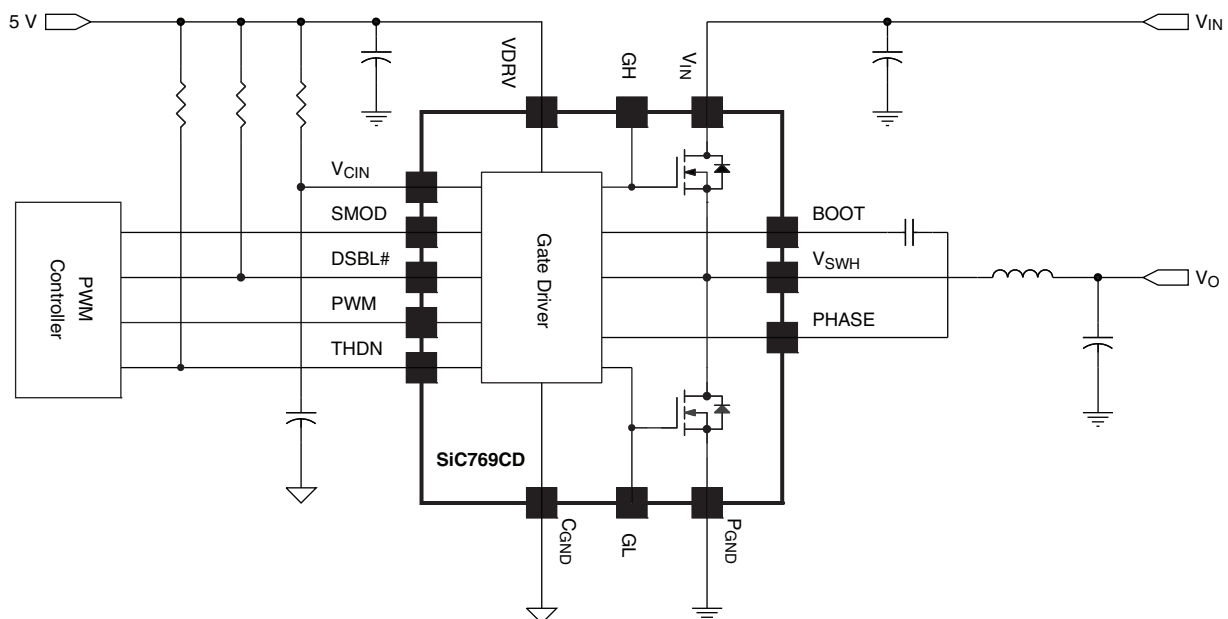 5 V
VDRV
GH
VIN
VIN
VCIN
SMOD
DSBL#
PWM
THDN
PWM
Controller
Gate Driver
BOOT
VSWH
PHASE
VO
SiC769CD
CGND
GL
PGND